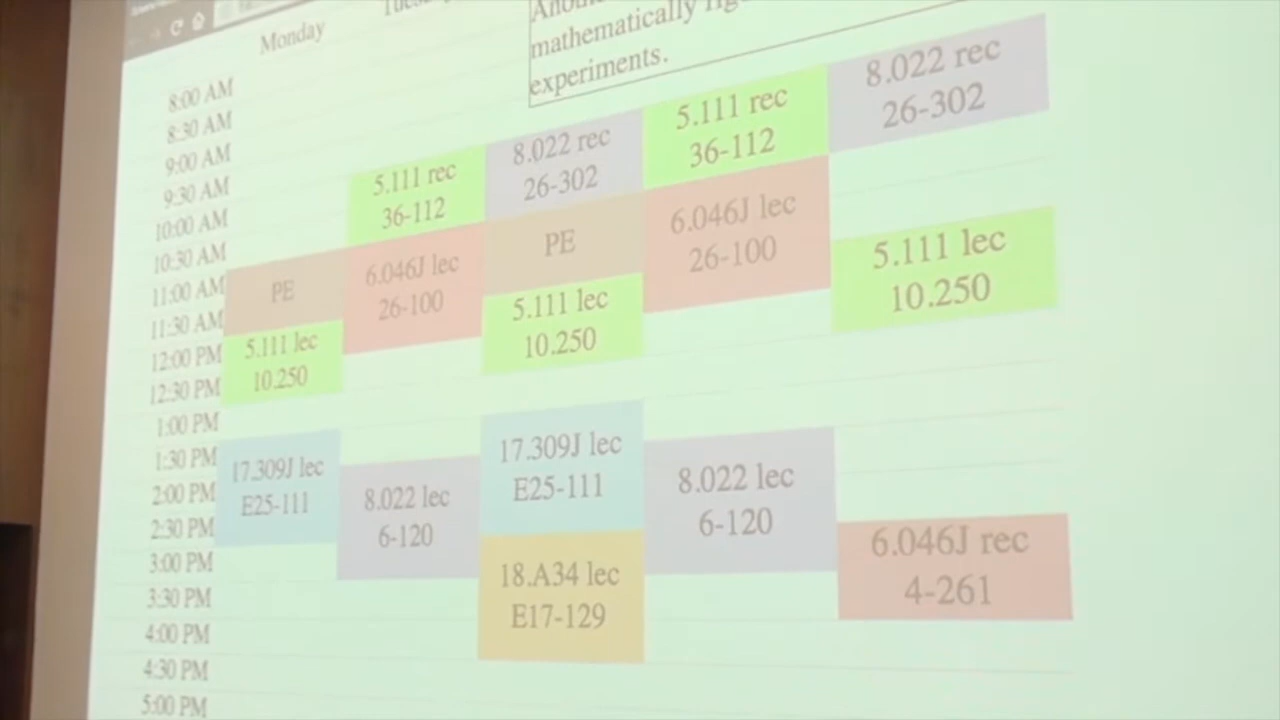 Monday
mathematically
experiments.
8:00 AM
8:30 AM
9:00 AM
9:30 AM
10:00 AM
10:30 AM
11:00 AM
11:30 AM
12:00 PM
12:30 PM
1:00 PM
1:30 PM
2:00 PM
2:30 PM
3:00 PM
3:30 PM
4:00 PM
4:30 PM
5:00 PM
PE
5.111 lec
10.250
17.309J lec
E25-111
5.111 rec
36-112
6.046J lec
26-100
8.022 lec
6-120
8.022 rec
26-302
PE
5.111 lec
10.250
17.309J lec
E25-111
18.A34 lec
E17-129
5.111 rec
36-112
6.046J lec
26-100
8.022 lec
6-120
8.022 rec
26-302
5.111 lec
10.250
6.046J rec
4-261